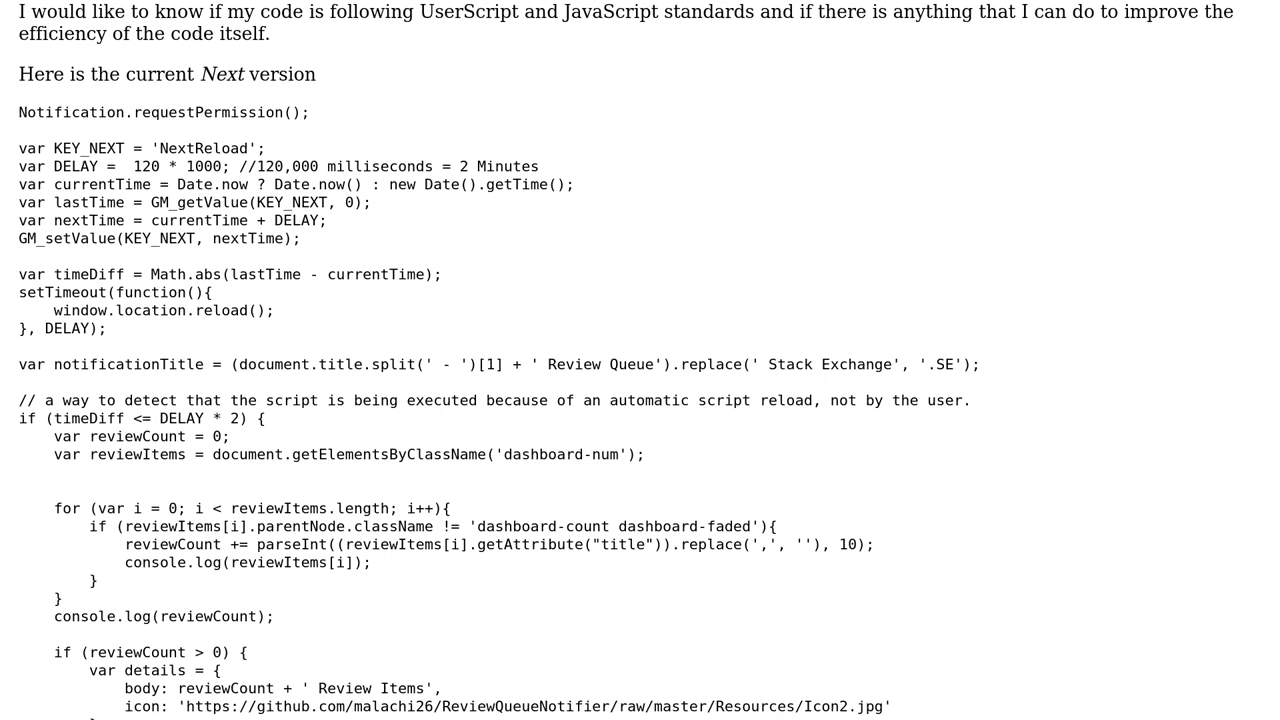 I would like to know if my code is following UserScript and JavaScript standards and if there is anything that I can do to improve the
efficiency of the code itself.
Here is the current Next version
Notification.requestPermission();
var KEY_NEXT = 'NextReload';
var DELAY =  120 * 1000; //120,000 milliseconds = 2 Minutes
var currentTime = Date.now ? Date.now() : new Date().getTime();
var lastTime = GM_getValue(KEY_NEXT, 0);
var nextTime = currentTime + DELAY;
GM_setValue(KEY_NEXT, nextTime);
var timeDiff = Math.abs(lastTime - currentTime);
setTimeout(function(){
    window.location.reload();
}, DELAY);
var notificationTitle = (document.title.split(' - ')[1] + ' Review Queue').replace(' Stack Exchange', '.SE');
// a way to detect that the script is being executed because of an automatic script reload, not by the user.
if (timeDiff <= DELAY * 2) {
    var reviewCount = 0;
    var reviewItems = document.getElementsByClassName('dashboard-num');
    for (var i = 0; i < reviewItems.length; i++){
        if (reviewItems[i].parentNode.className != 'dashboard-count dashboard-faded'){
            reviewCount += parseInt((reviewItems[i].getAttribute("title")).replace(',', ''), 10);
            console.log(reviewItems[i]);
        }
    }
    console.log(reviewCount);
    if (reviewCount > 0) {
        var details = {
            body: reviewCount + ' Review Items',
            icon: 'https://github.com/malachi26/ReviewQueueNotifier/raw/master/Resources/Icon2.jpg'